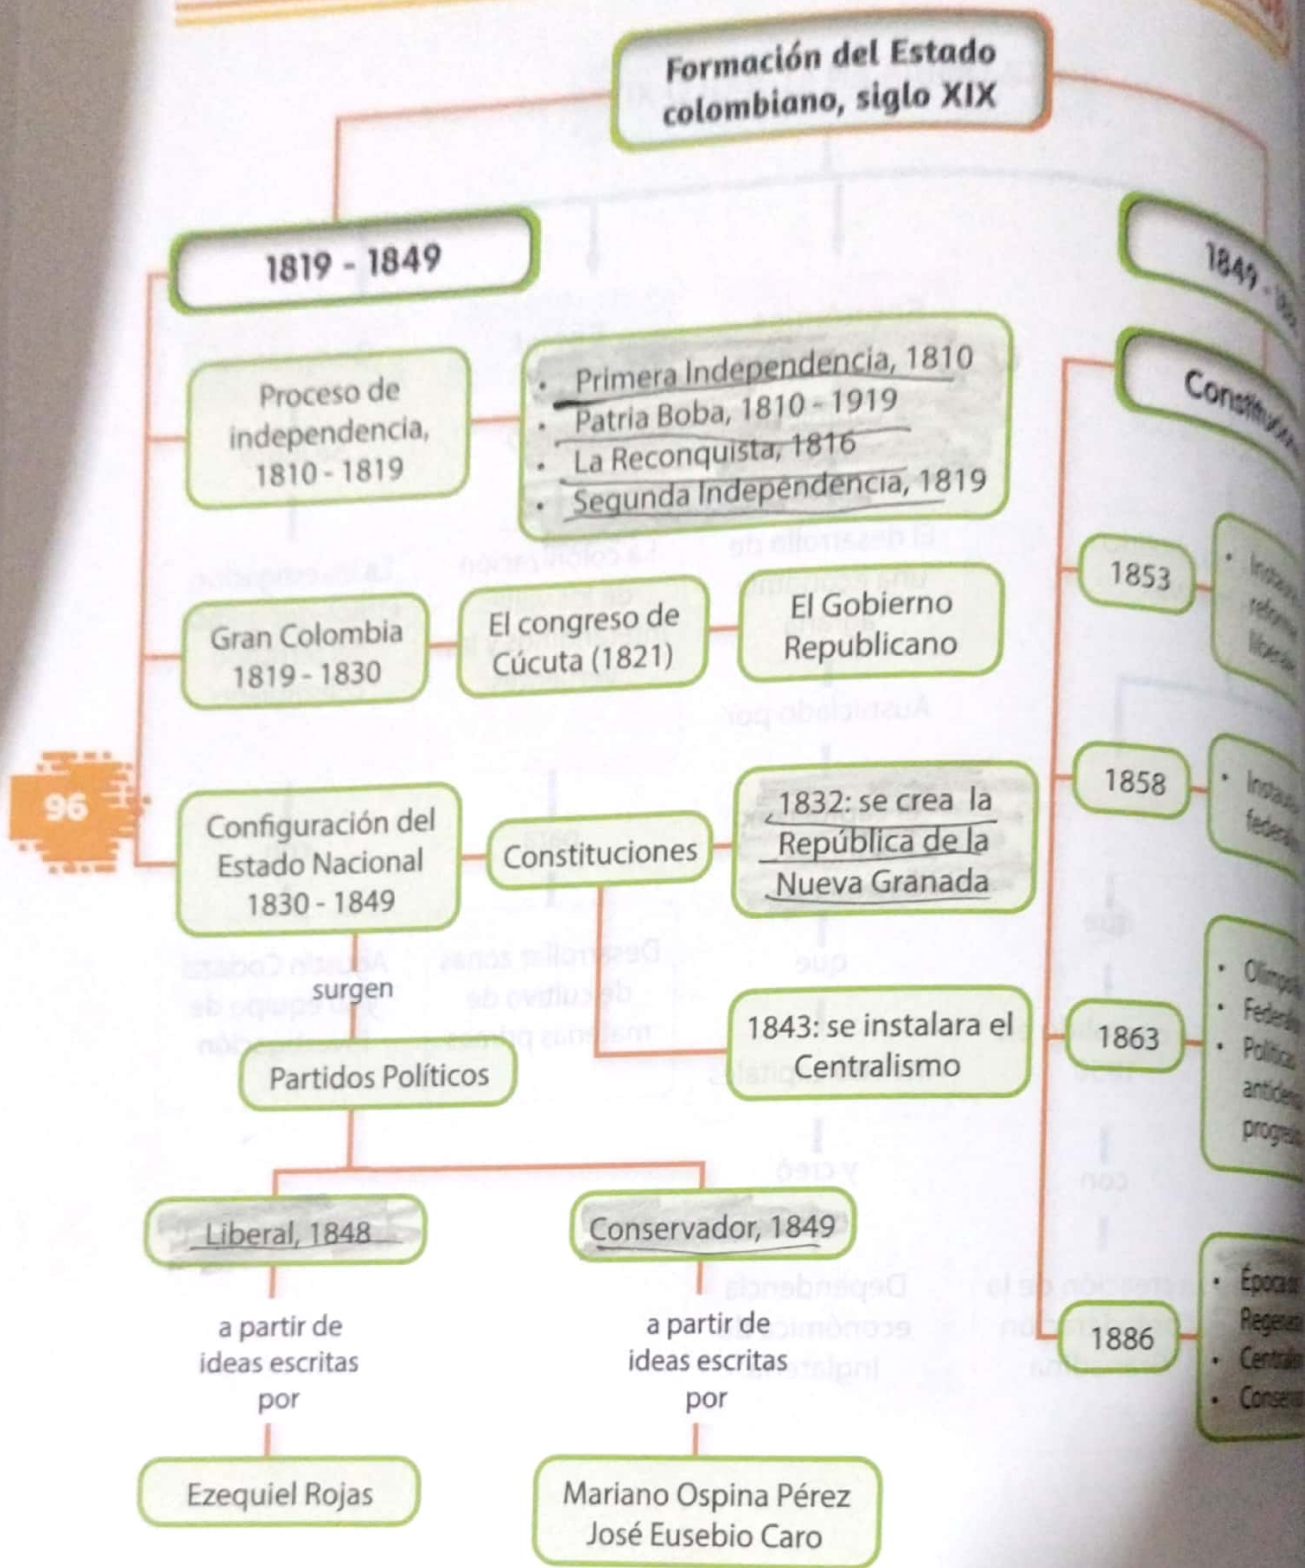 Formación del Estado
colombiano, siglo XIX
1819 - 1849
Proceso de
independencia,
1810 - 1819
• Primera Independencia, 1810
• Patria Boba, 1810 - 1919
• La Reconquista, 1816
• Segunda Independencia, 1819
Gran Colombia
1819 - 1830
El congreso de
Cúcuta (1821)
El Gobierno
Republicano
96
Configuración del
Estado Nacional
1830 - 1849
Constituciones
1832: se crea la
República de la
Nueva Granada
1843: se instalara el
Centralismo
surgen
Partidos Políticos
Liberal, 1848
a partir de
ideas escritas
por
Ezequiel Rojas
Conservador, 1849
a partir de
ideas escritas
por
Mariano Ospina Pérez
José Eusebio Caro
1849 -
1853
1858
1863
1886